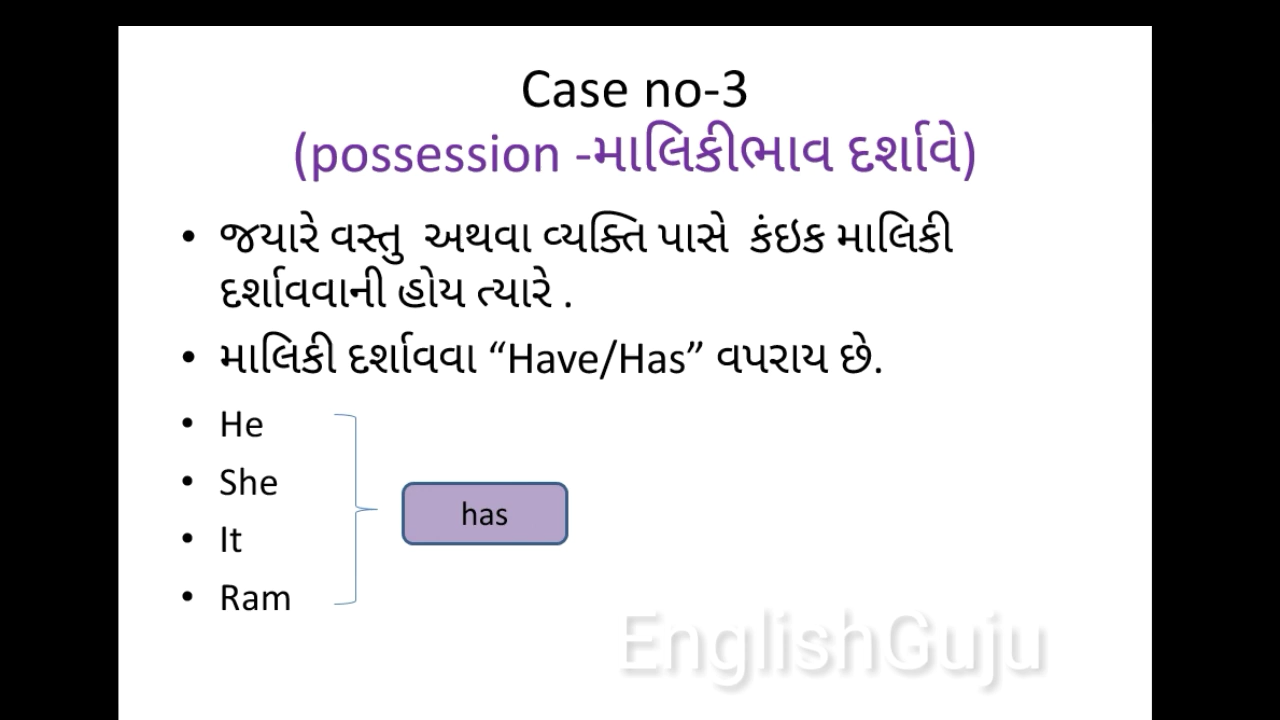 Case no-3
(possession -માલિકીભાવ દર્શાવે)
• જયારે વસ્તુ અથવા વ્યક્તિ પાસે કંઇક માલિકી
દર્શાવવાની હોય ત્યારે .
• માલિકી દર્શાવવા “Have/Has” વપરાય છે.
• He
• She
has
• It
• Ram
EnglishGuju